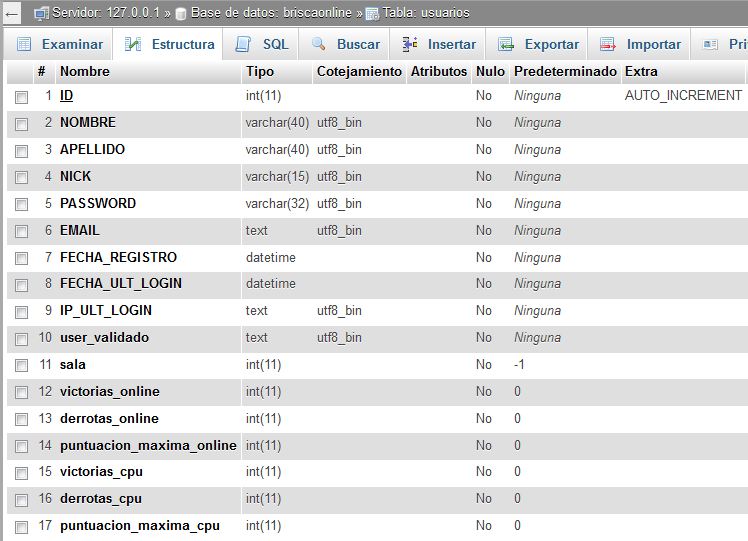 Servidor: 127.0.0.1 » Base de datos: briscaonline » Tabla: usuarios
Examinar Estructura SQL Buscar Insertar Exportar Importar Pri
# Nombre Tipo Cotejamiento Atributos Nulo Predeterminado Extra
1 ID int(11) No Ninguna AUTO_INCREMENT
2 NOMBRE varchar(40) utf8_bin No Ninguna
3 APELLIDO varchar(40) utf8_bin No Ninguna
4 NICK varchar(15) utf8_bin No Ninguna
5 PASSWORD varchar(32) utf8_bin No Ninguna
6 EMAIL text utf8_bin No Ninguna
7 FECHA_REGISTRO datetime No Ninguna
8 FECHA_ULT_LOGIN datetime No Ninguna
9 IP_ULT_LOGIN text utf8_bin No Ninguna
10 user_validado text utf8_bin No Ninguna
11 sala int(11) No -1
12 victorias_online int(11) No 0
13 derrotas_online int(11) No 0
14 puntuacion_maxima_online int(11) No 0
15 victorias_cpu int(11) No 0
16 derrotas_cpu int(11) No 0
17 puntuacion_maxima_cpu int(11) No 0